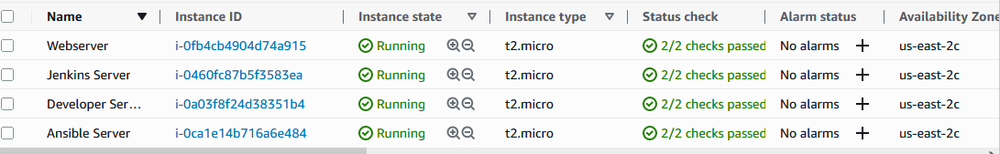 Name Instance ID Instance state Instance type Status check Alarm status Availability Zone
Webserver i-0fb4cb4904d74a915 Running t2.micro 2/2 checks passed No alarms + us-east-2c
Jenkins Server i-0460fc87b5f3583ea Running t2.micro 2/2 checks passed No alarms + us-east-2c
Developer Ser... i-0a03f8f24d38351b4 Running t2.micro 2/2 checks passed No alarms + us-east-2c
Ansible Server i-0ca1e14b716a6e484 Running t2.micro 2/2 checks passed No alarms + us-east-2c